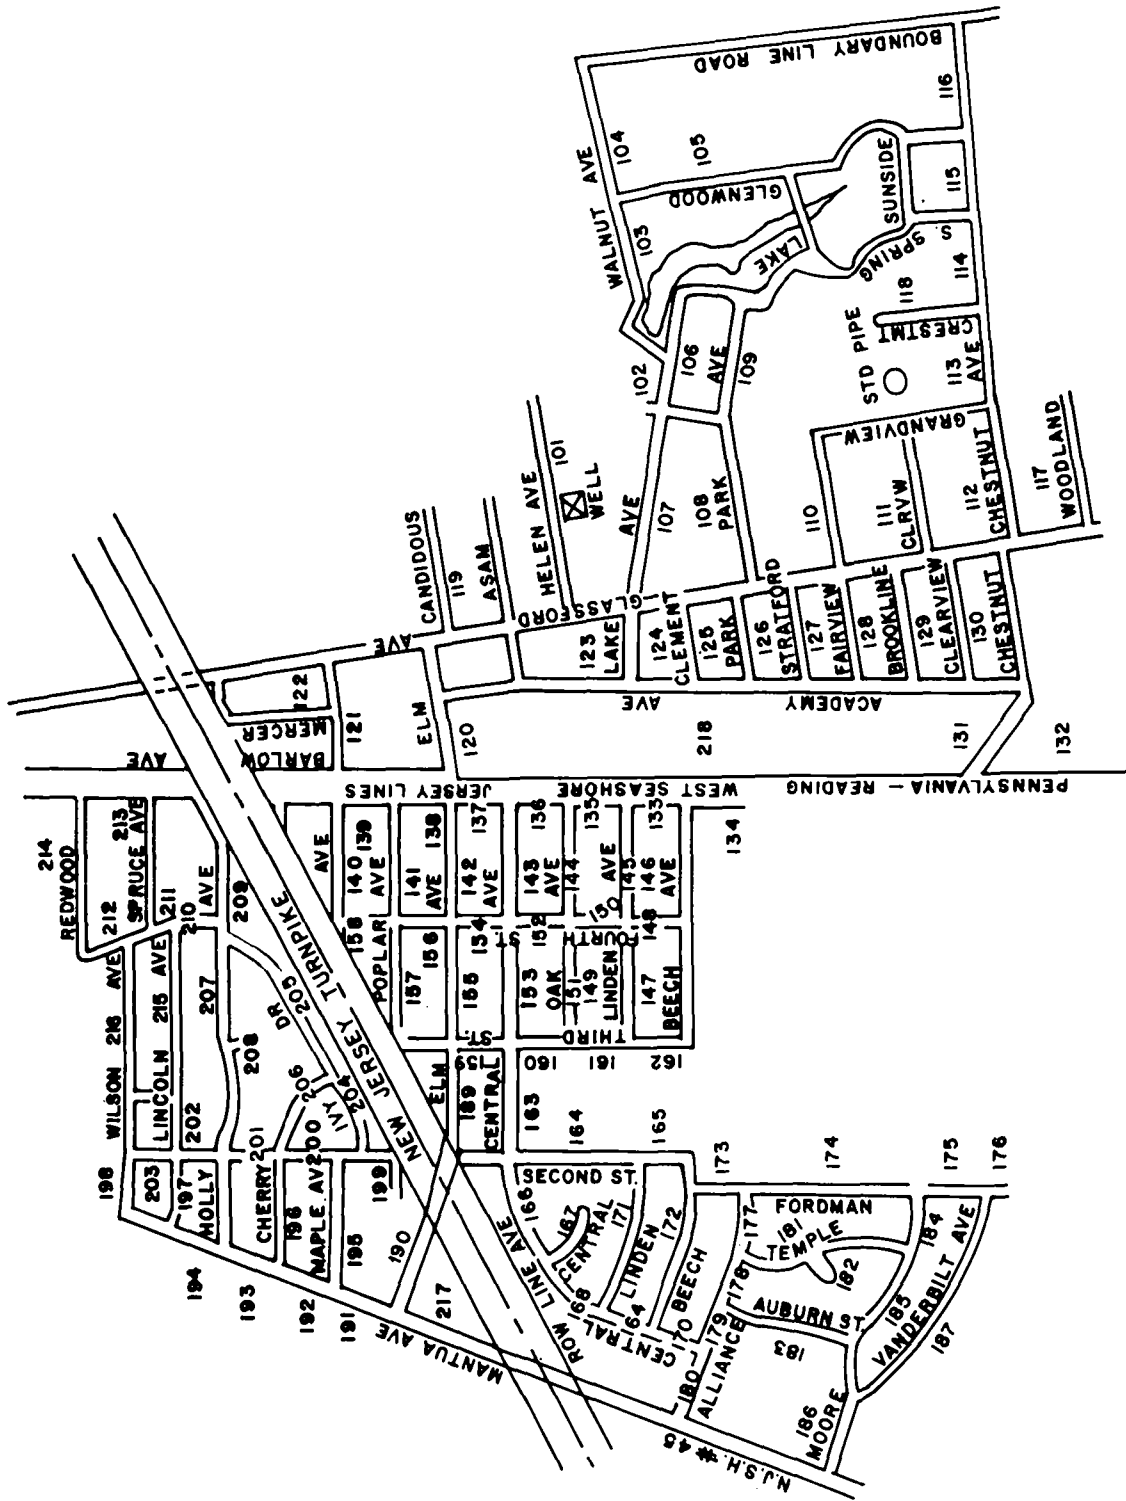 BOUNDARY LINE ROAD
116
WALNUT AVE
104
105
GLENWOOD
103
SUNSIDE
115
LAKE
SPRING
S
114
118
CRESTMT
STD PIPE
102
106
AVE
109
113
AVE
GRANDVIEW
HELEN AVE
101
WELL
AVE
107
108
PARK
110
111
CLRVW
112
CHESTNUT
117
WOODLAND
CANDIDOUS
119
ASAM
GLASSFORD
AVE
123
LAKE
124
CLEMENT
125
PARK
126
STRATFORD
127
FAIRVIEW
128
BROOKLINE
129
CLEARVIEW
130
CHESTNUT
122
MERCER
121
BARLOW
AVE
ELM
120
ACADEMY
AVE
218
131
132
PENNSYLVANIA - READING
WEST SEASHORE
JERSEY LINES
214
REDWOOD
213
SPRUCE AVE
212
211
210
AVE
209
AVE
139
140
AVE
138
141
AVE
137
142
AVE
136
143
AVE
135
144
AVE
133
145
146
AVE
134
158
POPLAR
156
157
154
155
152
153
OAK
150
151
149
LINDEN
148
147
BEECH
FOURTH
ST.
THIRD
ST.
WILSON 216 AVE
LINCOLN 215 AVE
207
208
202
DR
205
206
IVY
204
NEW JERSEY TURNPIKE
ELM
159
189
CENTRAL
160
161
162
163
164
165
198
203
197
HOLLY
201
CHERRY
200
196
MAPLE AV
199
195
190
194
193
192
191
217
MANTUA AVE
N.J.S.H. # 45
ROW LINE AVE
SECOND ST.
166
167
CENTRAL
168
171
LINDEN
64
172
170
BEECH
CENTRAL
173
174
175
176
FORDMAN
177
181
TEMPLE
178
182
184
AUBURN ST.
185
VANDERBILT AVE
187
179
183
180
ALLIANCE
186
MOORE